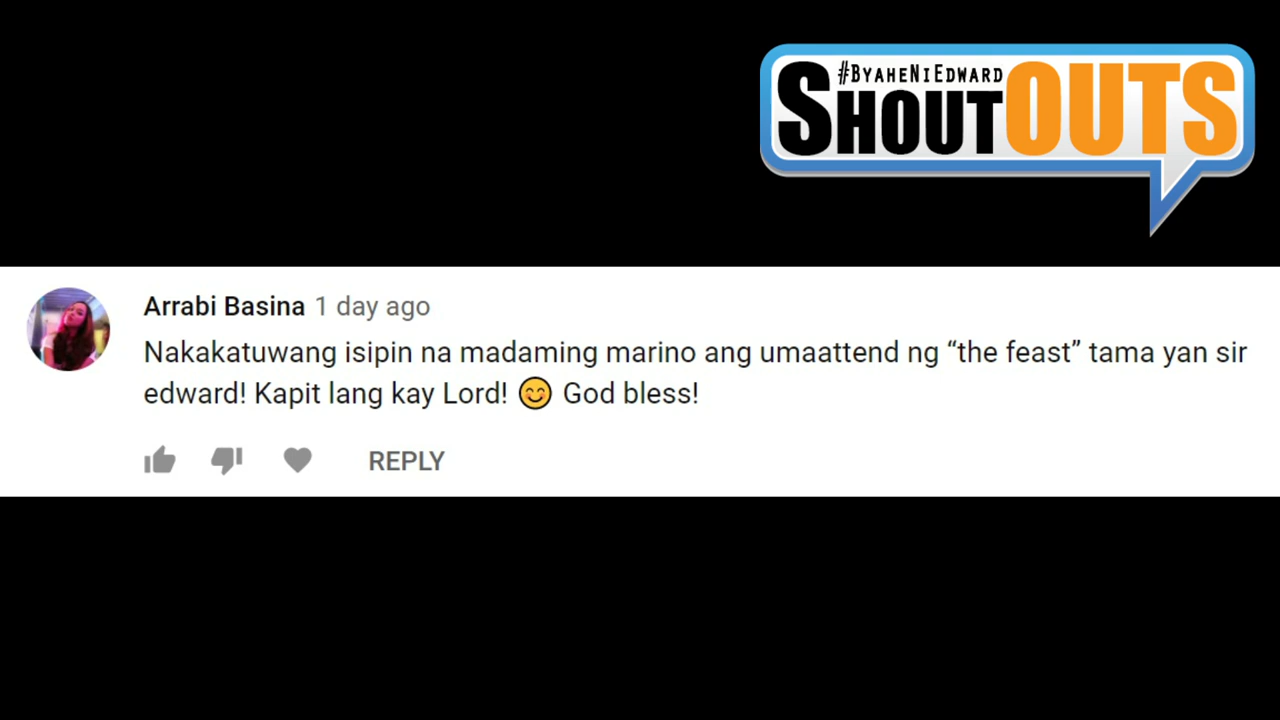 #ByaheNiEdward
ShoutOUTS
Arrabi Basina 1 day ago
Nakakatuwang isipin na madaming marino ang umaattend ng “the feast” tama yan sir
edward! Kapit lang kay Lord! 😊 God bless!
REPLY